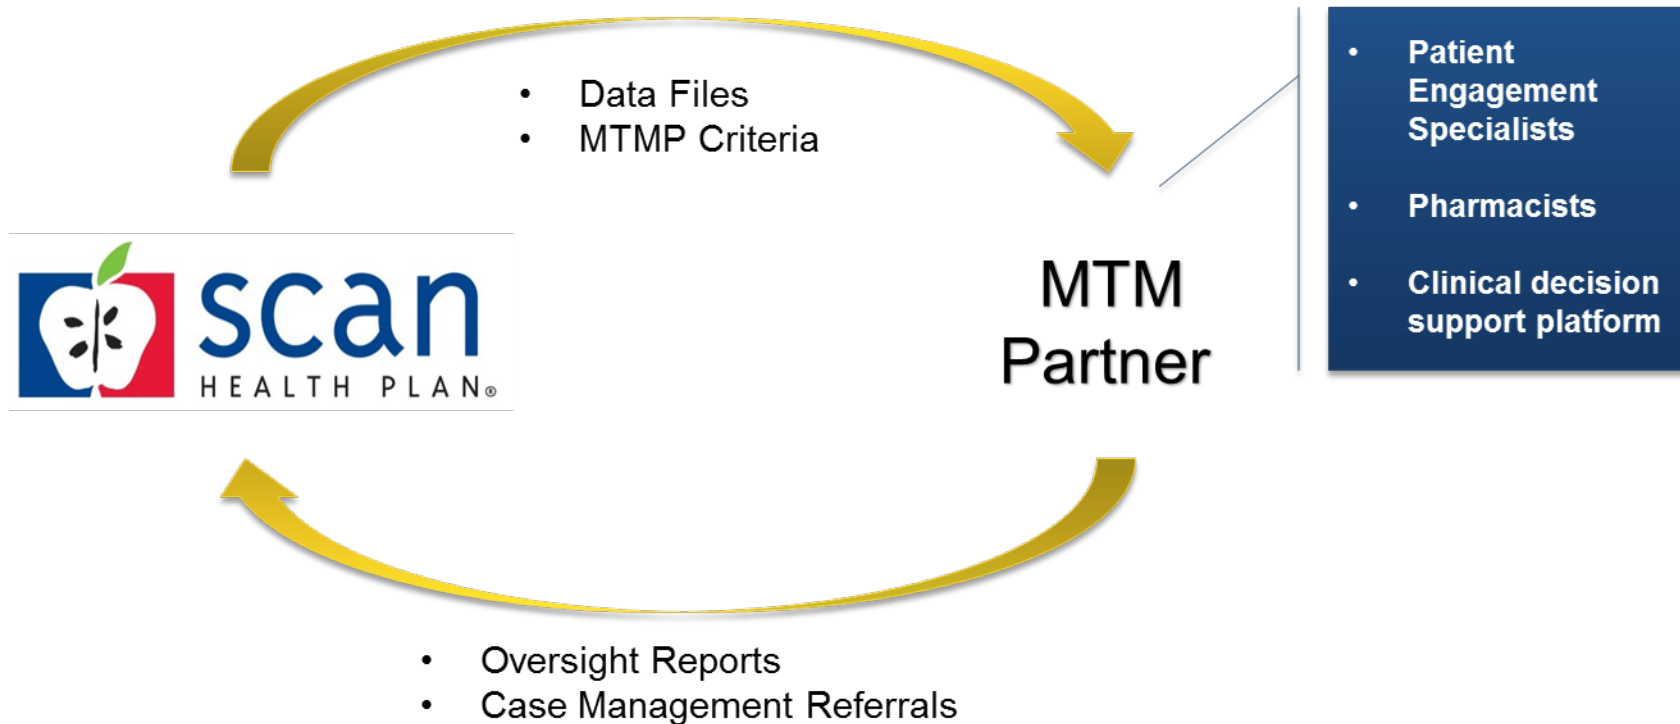 • Data Files
• MTMP Criteria
scan
HEALTH PLAN®
MTM
Partner
• Patient
Engagement
Specialists
• Pharmacists
• Clinical decision
support platform
• Oversight Reports
• Case Management Referrals